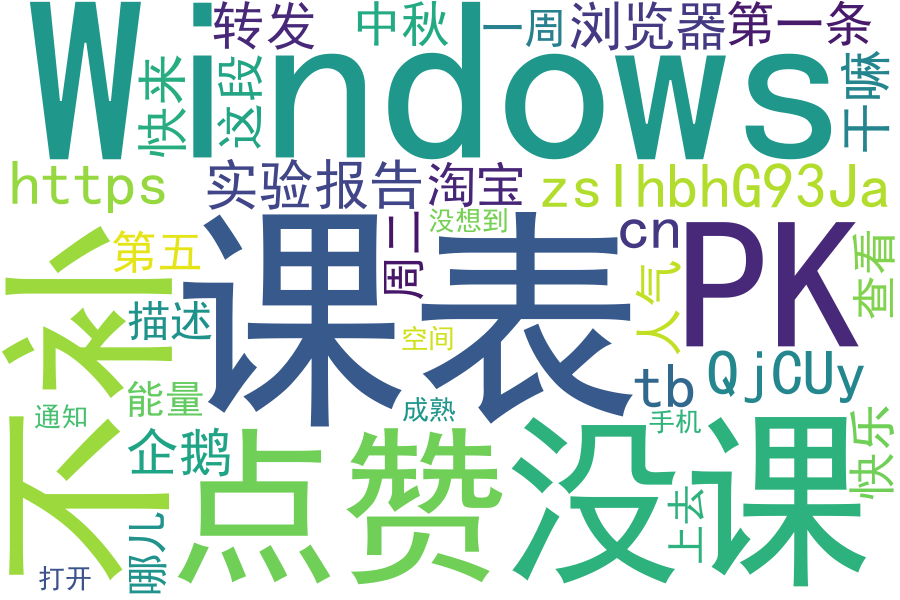 Windows
转发
中秋
一周
浏览器
第一条
快来
这段
干嘛
https
实验报告
淘宝
zslhbhG93Ja
没想到
cn
第五
周二
课表
PK
不补
人气
查看
描述
空间
tb
QjCUy
能量
通知
成熟
手机
企鹅
点赞
没课
快乐
上去
哪儿
打开